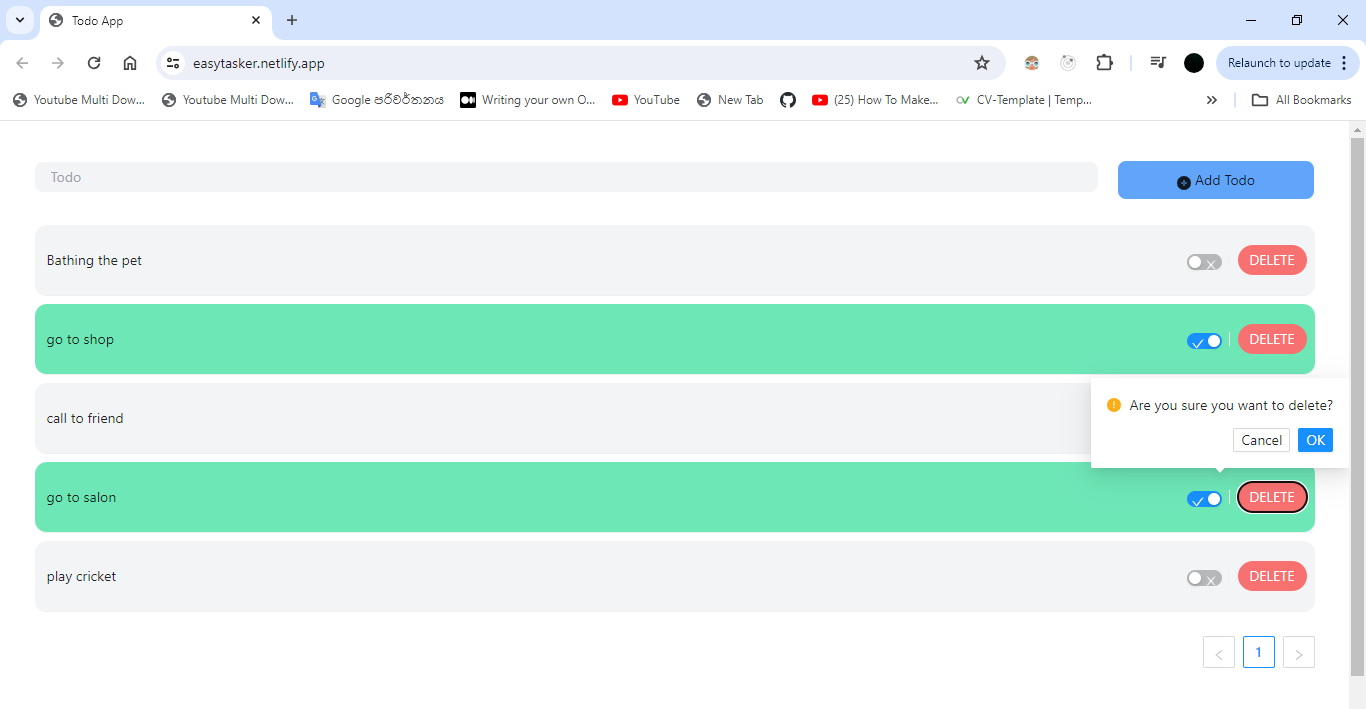 Todo App
easytasker.netlify.app
Relaunch to update
Youtube Multi Dow... Youtube Multi Dow... Google පරිවර්තනය Writing your own O... YouTube New Tab (25) How To Make... CV-Template | Temp... All Bookmarks
Todo Add Todo
Bathing the pet DELETE
go to shop DELETE
call to friend
Are you sure you want to delete?
Cancel OK
go to salon DELETE
play cricket DELETE
< 1 >